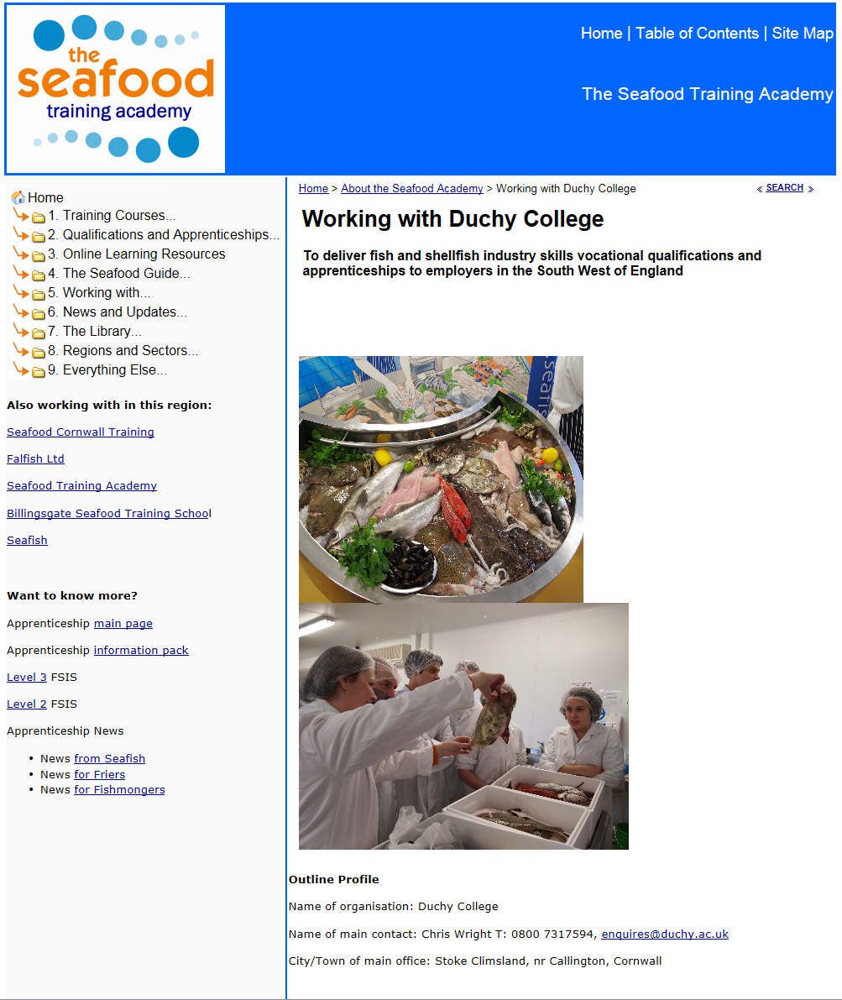 the
seafood
training academy
Home | Table of Contents | Site Map
The Seafood Training Academy
Home
1. Training Courses...
2. Qualifications and Apprenticeships...
3. Online Learning Resources
4. The Seafood Guide...
5. Working with...
6. News and Updates...
7. The Library...
8. Regions and Sectors...
9. Everything Else...
Also working with in this region:
Seafood Cornwall Training
Falfish Ltd
Seafood Training Academy
Billingsgate Seafood Training School
Seafish
Want to know more?
Apprenticeship main page
Apprenticeship information pack
Level 3 FSIS
Level 2 FSIS
Apprenticeship News
• News from Seafish
• News for Friers
• News for Fishmongers
Home > About the Seafood Academy > Working with Duchy College
« SEARCH »
Working with Duchy College
To deliver fish and shellfish industry skills vocational qualifications and
apprenticeships to employers in the South West of England
seafis
Outline Profile
Name of organisation: Duchy College
Name of main contact: Chris Wright T: 0800 7317594, enquires@duchy.ac.uk
City/Town of main office: Stoke Climsland, nr Callington, Cornwall